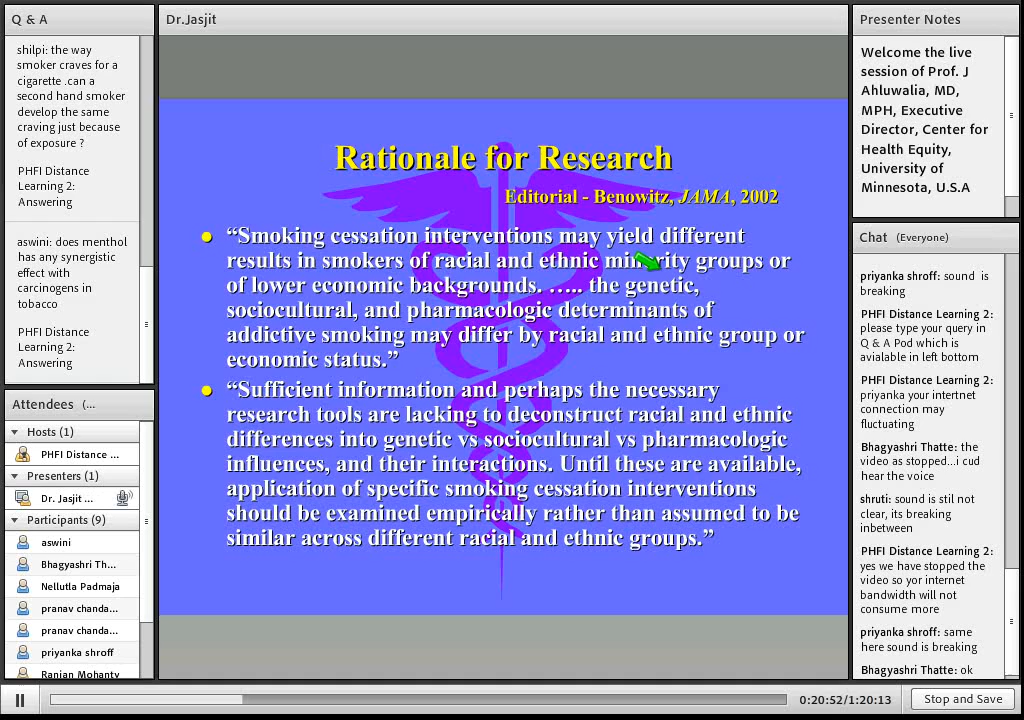 Q & A
shilpi: the way
smoker craves for a
cigarette .can a
second hand smoker
develop the same
craving just because
of exposure ?
PHFI Distance
Learning 2:
Answering
aswini: does menthol
has any synergistic
effect with
carcinogens in
tobacco
PHFI Distance
Learning 2:
Answering
Attendees (...
Hosts (1)
PHFI Distance ...
Presenters (1)
Dr. Jasjit ...
Participants (9)
aswini
Bhagyashri Th...
Nellutla Padmaja
pranav chanda...
pranav chanda...
priyanka shroff
Ranjan Mohanty
Dr.Jasjit
Rationale for Research
Editorial - Benowitz, JAMA, 2002
“Smoking cessation interventions may yield different
results in smokers of racial and ethnic minority groups or
of lower economic backgrounds. ….. the genetic,
sociocultural, and pharmacologic determinants of
addictive smoking may differ by racial and ethnic group or
economic status.”
“Sufficient information and perhaps the necessary
research tools are lacking to deconstruct racial and ethnic
differences into genetic vs sociocultural vs pharmacologic
influences, and their interactions. Until these are available,
application of specific smoking cessation interventions
should be examined empirically rather than assumed to be
similar across different racial and ethnic groups.”
Presenter Notes
Welcome the live
session of Prof. J
Ahluwalia, MD,
MPH, Executive
Director, Center for
Health Equity,
University of
Minnesota, U.S.A
Chat (Everyone)
priyanka shroff: sound is
breaking
PHFI Distance Learning 2:
please type your query in
Q & A Pod which is
avialable in left bottom
PHFI Distance Learning 2:
priyanka your internet
connection may
fluctuating
Bhagyashri Thatte: the
video as stopped...i cud
hear the voice
shruti: sound is stil not
clear, its breaking
inbetween
PHFI Distance Learning 2:
yes we have stopped the
video so yor internet
bandwidth will not
consume more
priyanka shroff: same
here sound is breaking
Bhagyashri Thatte: ok
0:20:52/1:20:13
Stop and Save